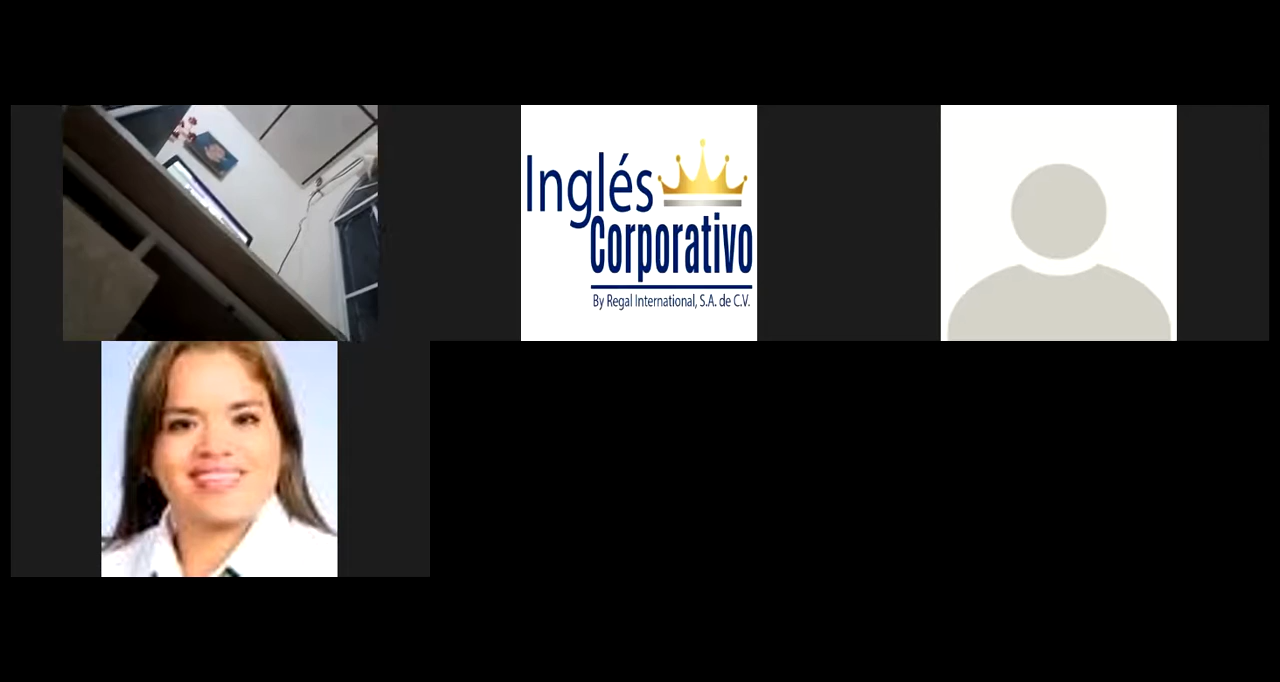 Inglés
Corporativo
By Regal International, S.A. de C.V.